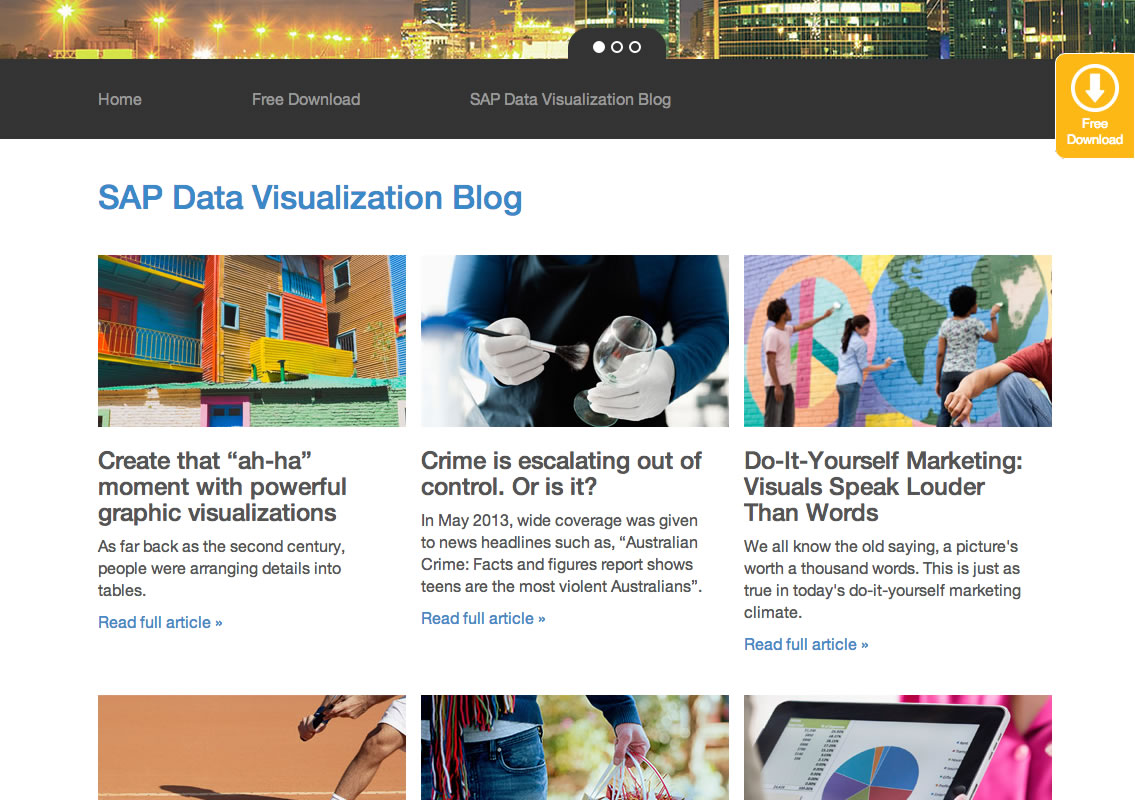 Home
Free Download
SAP Data Visualization Blog
Free
Download
SAP Data Visualization Blog
Create that “ah-ha”
moment with powerful
graphic visualizations
As far back as the second century,
people were arranging details into
tables.
Read full article »
Crime is escalating out of
control. Or is it?
In May 2013, wide coverage was given
to news headlines such as, “Australian
Crime: Facts and figures report shows
teens are the most violent Australians”.
Read full article »
Do-It-Yourself Marketing:
Visuals Speak Louder
Than Words
We all know the old saying, a picture's
worth a thousand words. This is just as
true in today's do-it-yourself marketing
climate.
Read full article »